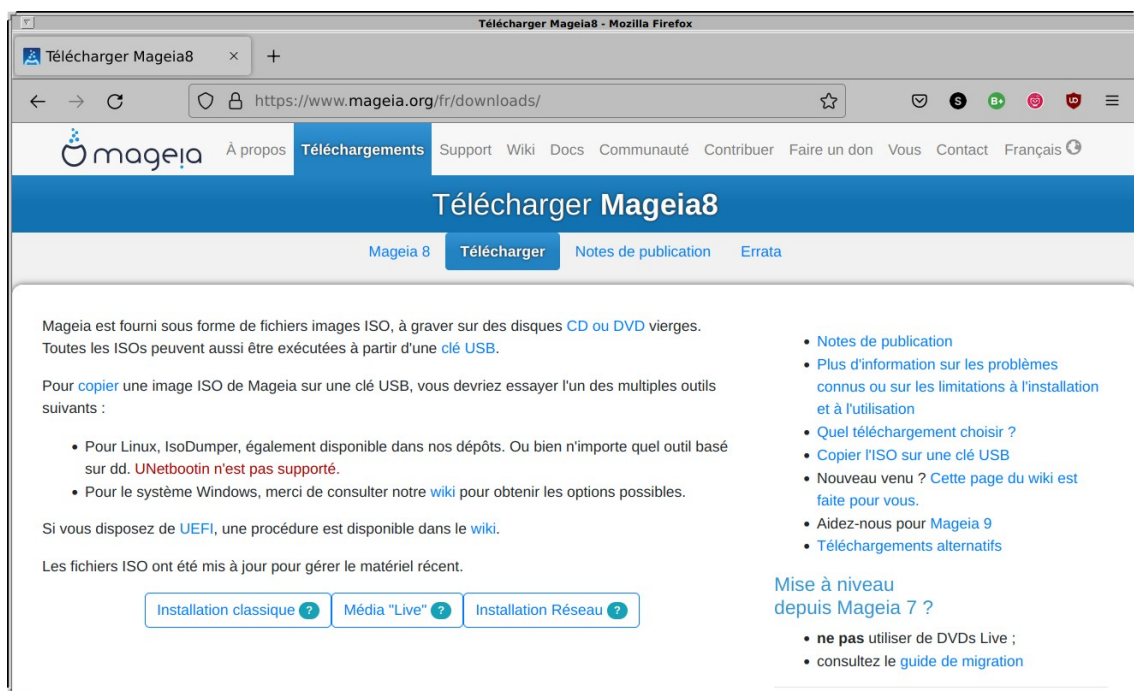 Télécharger Mageia8 - Mozilla Firefox
Télécharger Mageia8
https://www.mageia.org/fr/downloads/
mageia À propos Téléchargements Support Wiki Docs Communauté Contribuer Faire un don Vous Contact Français
Télécharger Mageia8
Mageia 8 Télécharger Notes de publication Errata
Mageia est fourni sous forme de fichiers images ISO, à graver sur des disques CD ou DVD vierges.
Toutes les ISOs peuvent aussi être exécutées à partir d'une clé USB.
Pour copier une image ISO de Mageia sur une clé USB, vous devriez essayer l'un des multiples outils
suivants :
• Pour Linux, IsoDumper, également disponible dans nos dépôts. Ou bien n'importe quel outil basé
sur dd. UNetbootin n'est pas supporté.
• Pour le système Windows, merci de consulter notre wiki pour obtenir les options possibles.
Si vous disposez de UEFI, une procédure est disponible dans le wiki.
Les fichiers ISO ont été mis à jour pour gérer le matériel récent.
Installation classique ? Média "Live" ? Installation Réseau ?
• Notes de publication
• Plus d'information sur les problèmes
connus ou sur les limitations à l'installation
et à l'utilisation
• Quel téléchargement choisir ?
• Copier l'ISO sur une clé USB
• Nouveau venu ? Cette page du wiki est
faite pour vous.
• Aidez-nous pour Mageia 9
• Téléchargements alternatifs
Mise à niveau
depuis Mageia 7 ?
• ne pas utiliser de DVDs Live ;
• consultez le guide de migration